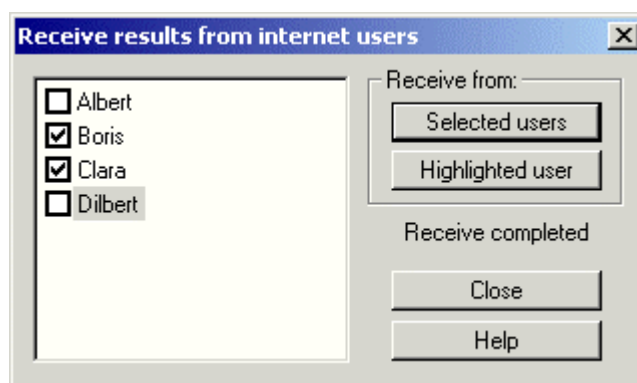 Receive results from internet users
Albert
Boris
Clara
Dilbert
Receive from:
Selected users
Highlighted user
Receive completed
Close
Help